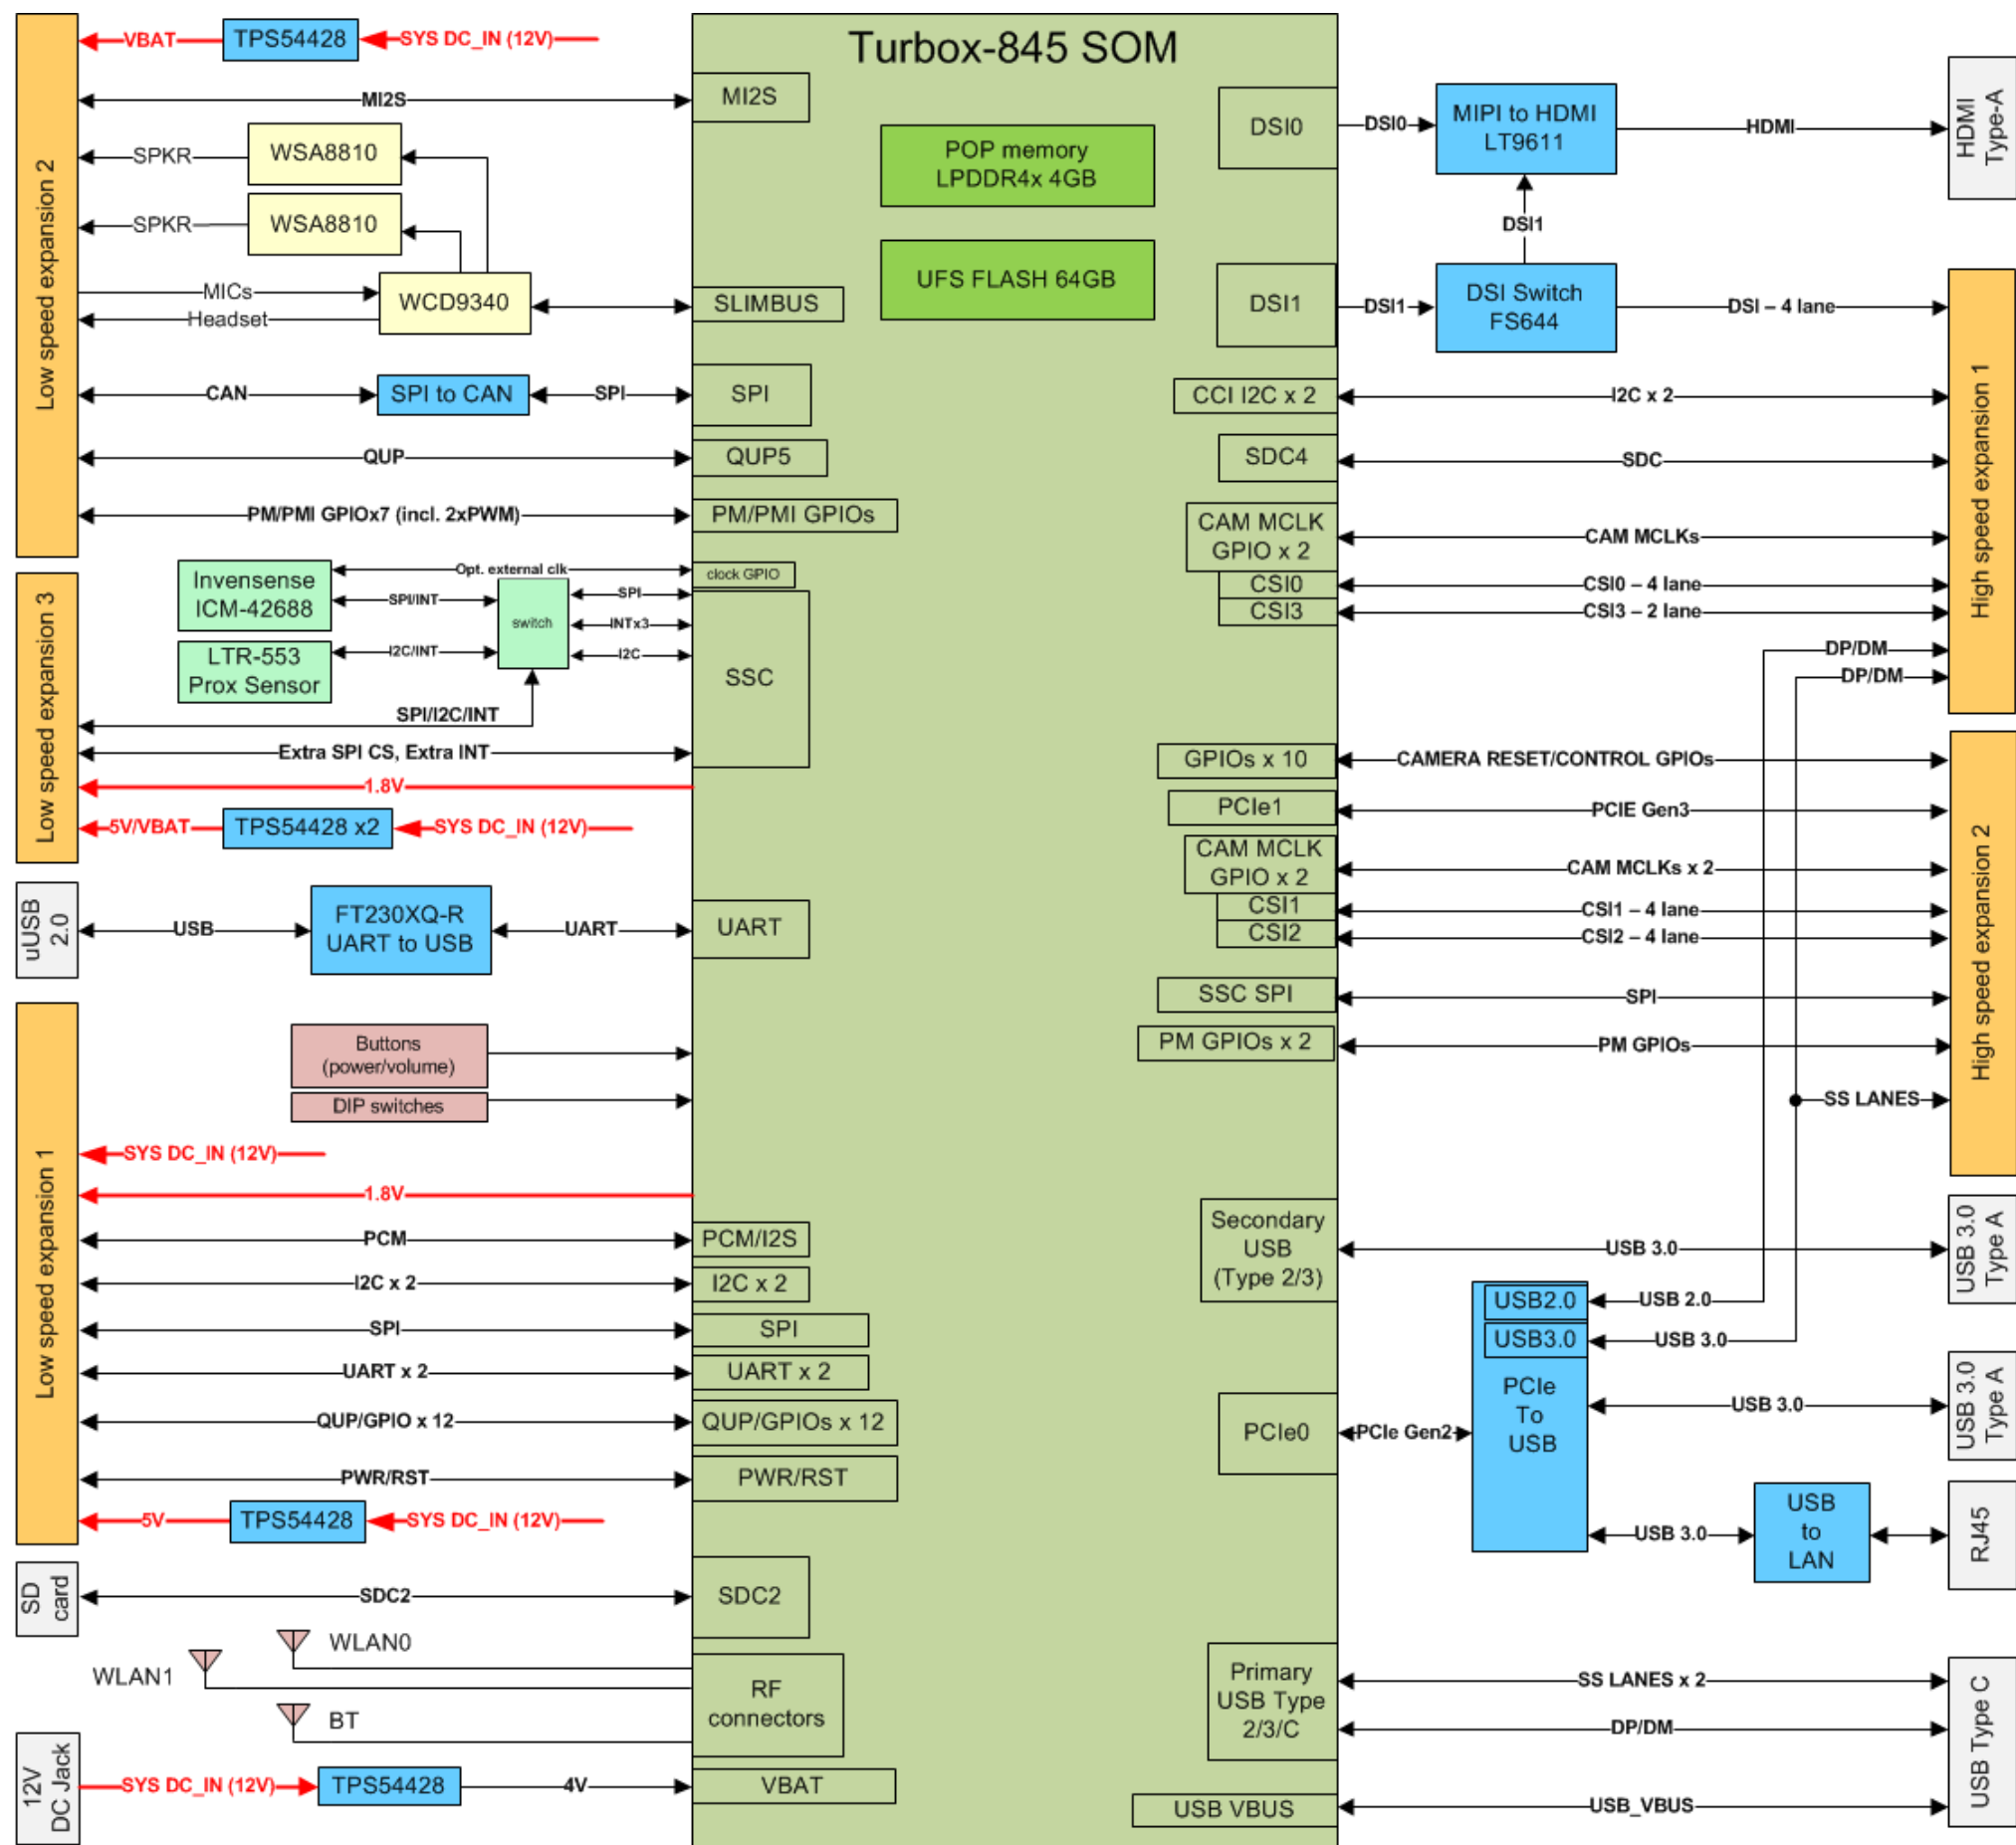 Turbox-845 SOM
POP memory
LPDDR4x 4GB
UFS FLASH 64GB
Low speed expansion 2
VBAT
TPS54428
SYS DC_IN (12V)
MI2S
MI2S
SPKR
WSA8810
SPKR
WSA8810
MICs
Headset
WCD9340
SLIMBUS
CAN
SPI to CAN
SPI
SPI
QUP
QUP5
PM/PMI GPIOx7 (incl. 2xPWM)
PM/PMI GPIOs
Low speed expansion 3
Invensense
ICM-42688
Opt. external clk
clock GPIO
SPI/INT
switch
SPI
INTx3
I2C
LTR-553
Prox Sensor
I2C/INT
SSC
SPI/I2C/INT
Extra SPI CS, Extra INT
1.8V
5V/VBAT
TPS54428 x2
SYS DC_IN (12V)
uUSB
2.0
USB
FT230XQ-R
UART to USB
UART
UART
Buttons
(power/volume)
DIP switches
Low speed expansion 1
SYS DC_IN (12V)
1.8V
PCM
PCM/I2S
I2C x 2
I2C x 2
SPI
SPI
UART x 2
UART x 2
QUP/GPIO x 12
QUP/GPIOs x 12
PWR/RST
PWR/RST
5V
TPS54428
SYS DC_IN (12V)
SD
card
SDC2
SDC2
WLAN0
WLAN1
BT
RF
connectors
12V
DC Jack
SYS DC_IN (12V)
TPS54428
4V
VBAT
DSI0
DSI0
MIPI to HDMI
LT9611
HDMI
HDMI
Type-A
DSI1
DSI1
DSI1
DSI Switch
FS644
DSI – 4 lane
High speed expansion 1
CCI I2C x 2
I2C x 2
SDC4
SDC
CAM MCLK
GPIO x 2
CAM MCLKs
CSI0
CSI0 – 4 lane
CSI3
CSI3 – 2 lane
DP/DM
DP/DM
High speed expansion 2
GPIOs x 10
CAMERA RESET/CONTROL GPIOs
PCIe1
PCIE Gen3
CAM MCLK
GPIO x 2
CAM MCLKs x 2
CSI1
CSI1 – 4 lane
CSI2
CSI2 – 4 lane
SSC SPI
SPI
PM GPIOs x 2
PM GPIOs
SS LANES
Secondary
USB
(Type 2/3)
USB 3.0
USB 3.0
Type A
USB2.0
USB 2.0
USB3.0
USB 3.0
PCIe
To
USB
PCIe0
PCIe Gen2
USB 3.0
USB 3.0
Type A
USB 3.0
USB
to
LAN
RJ45
Primary
USB Type
2/3/C
SS LANES x 2
DP/DM
USB Type C
USB VBUS
USB_VBUS